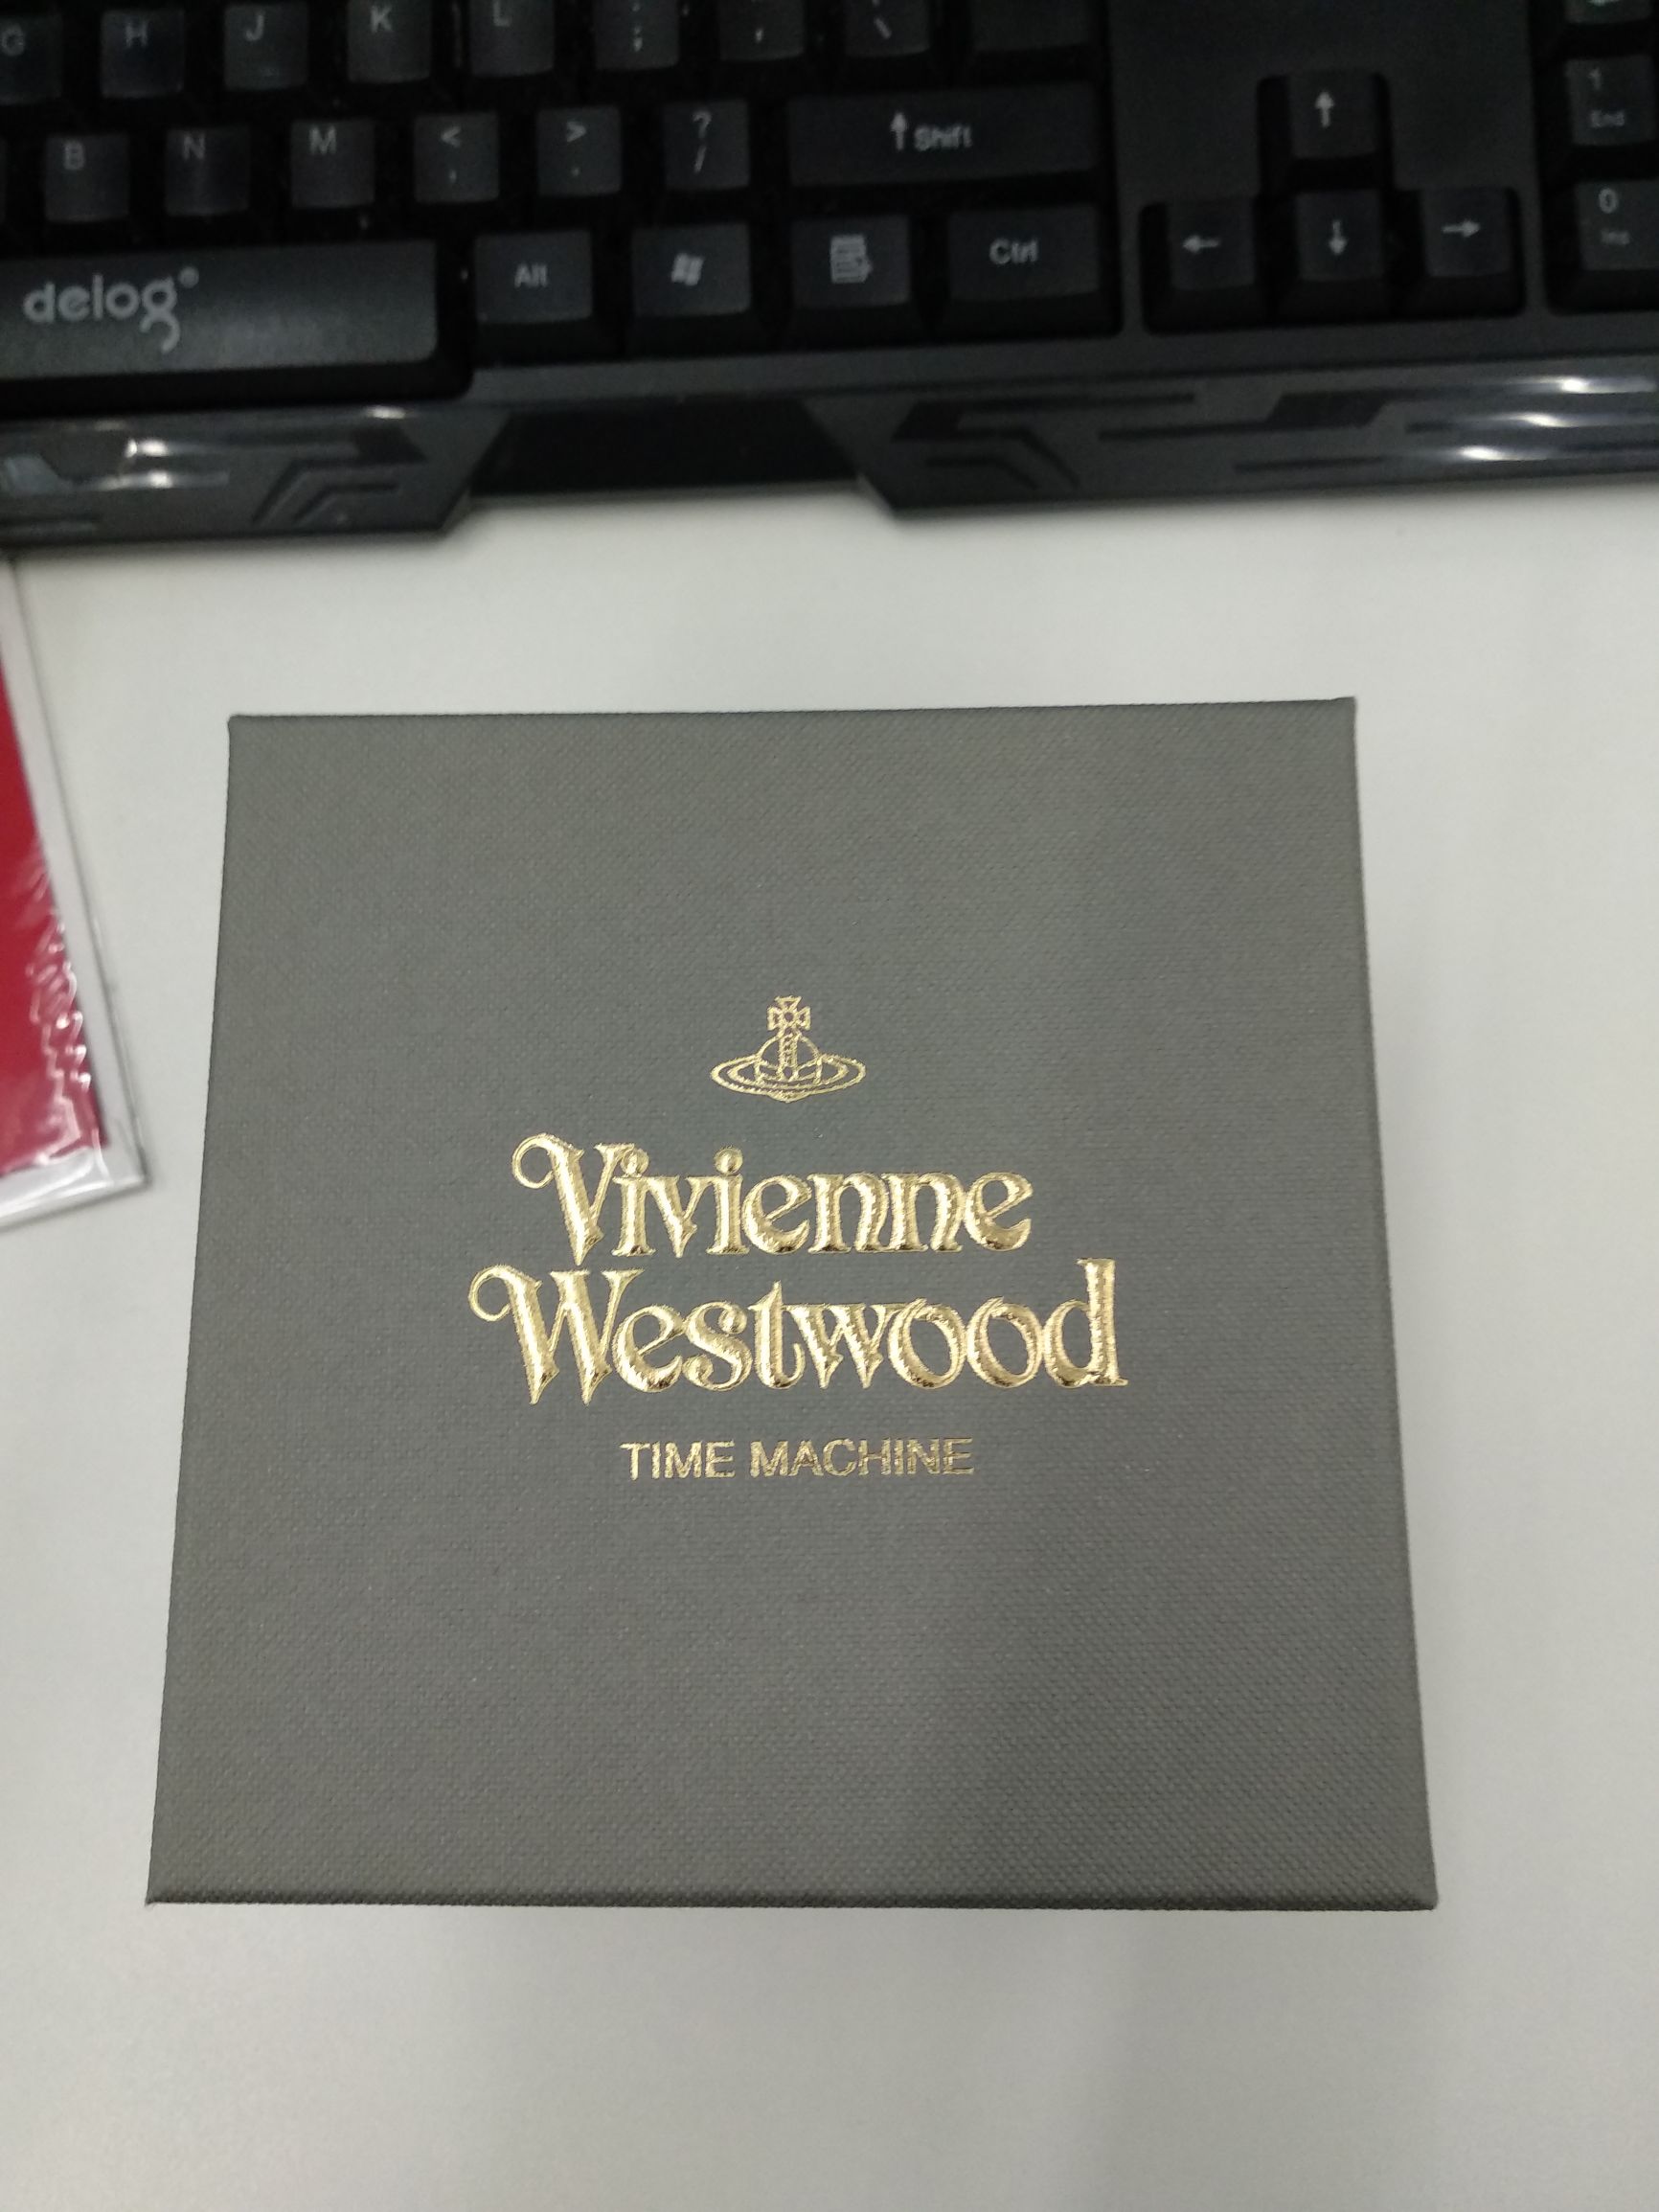 G H J K L ; :
B N M < , > . ? / ↑ Shift ↑ 1 End
delog® Alt Ctrl ← ↓ → 0 Ins
Vivienne
Westwood
TIME MACHINE